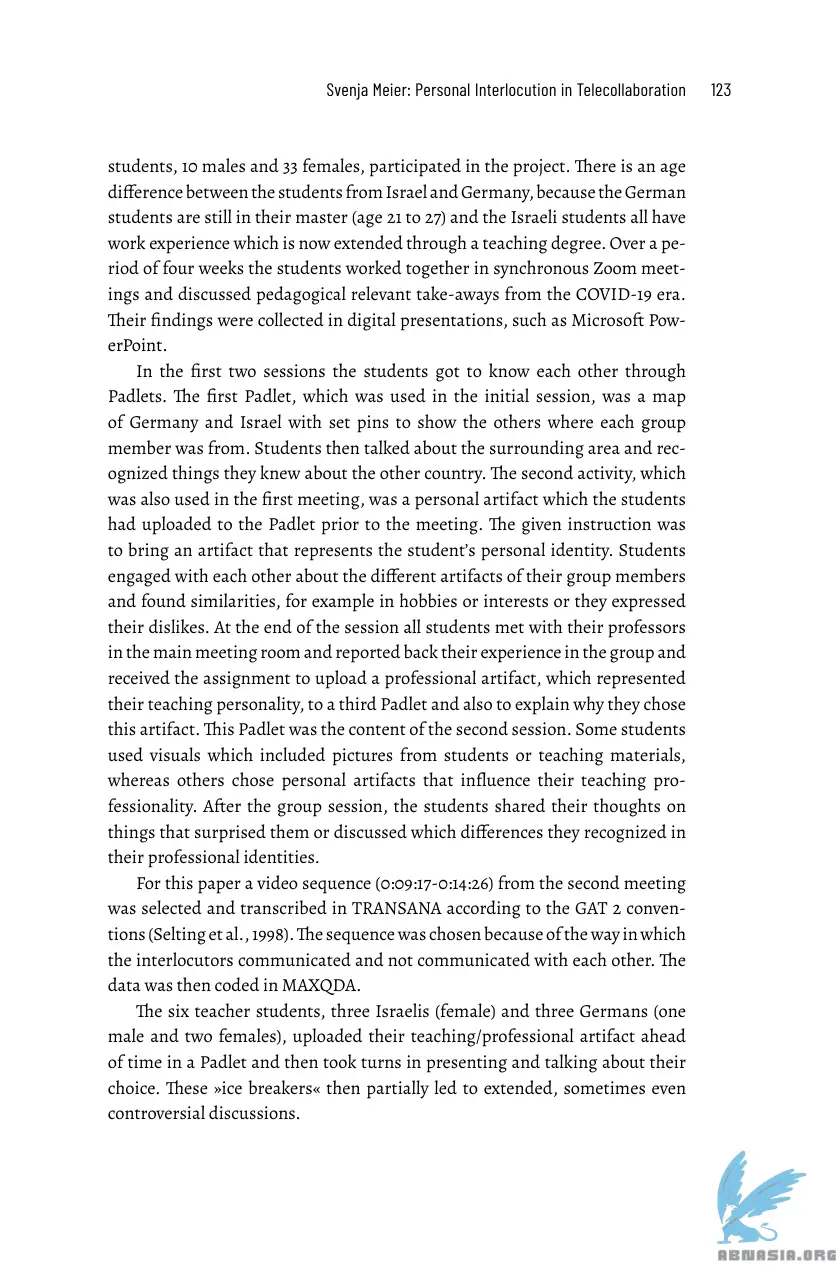 Svenja Meier: Personal Interlocution in Telecollaboration 123
students, 10 males and 33 females, participated in the project. There is an age
difference between the students from Israel and Germany, because the German
students are still in their master (age 21 to 27) and the Israeli students all have
work experience which is now extended through a teaching degree. Over a pe-
riod of four weeks the students worked together in synchronous Zoom meet-
ings and discussed pedagogical relevant take-aways from the COVID-19 era.
Their findings were collected in digital presentations, such as Microsoft Pow-
erPoint.
In the first two sessions the students got to know each other through
Padlets. The first Padlet, which was used in the initial session, was a map
of Germany and Israel with set pins to show the others where each group
member was from. Students then talked about the surrounding area and rec-
ognized things they knew about the other country. The second activity, which
was also used in the first meeting, was a personal artifact which the students
had uploaded to the Padlet prior to the meeting. The given instruction was
to bring an artifact that represents the student’s personal identity. Students
engaged with each other about the different artifacts of their group members
and found similarities, for example in hobbies or interests or they expressed
their dislikes. At the end of the session all students met with their professors
in the main meeting room and reported back their experience in the group and
received the assignment to upload a professional artifact, which represented
their teaching personality, to a third Padlet and also to explain why they chose
this artifact. This Padlet was the content of the second session. Some students
used visuals which included pictures from students or teaching materials,
whereas others chose personal artifacts that influence their teaching pro-
fessionality. After the group session, the students shared their thoughts on
things that surprised them or discussed which differences they recognized in
their professional identities.
For this paper a video sequence (0:09:17-0:14:26) from the second meeting
was selected and transcribed in TRANSANA according to the GAT 2 conven-
tions (Selting et al., 1998). The sequence was chosen because of the way in which
the interlocutors communicated and not communicated with each other. The
data was then coded in MAXQDA.
The six teacher students, three Israelis (female) and three Germans (one
male and two females), uploaded their teaching/professional artifact ahead
of time in a Padlet and then took turns in presenting and talking about their
choice. These »ice breakers« then partially led to extended, sometimes even
controversial discussions.
ABNASIA.ORG